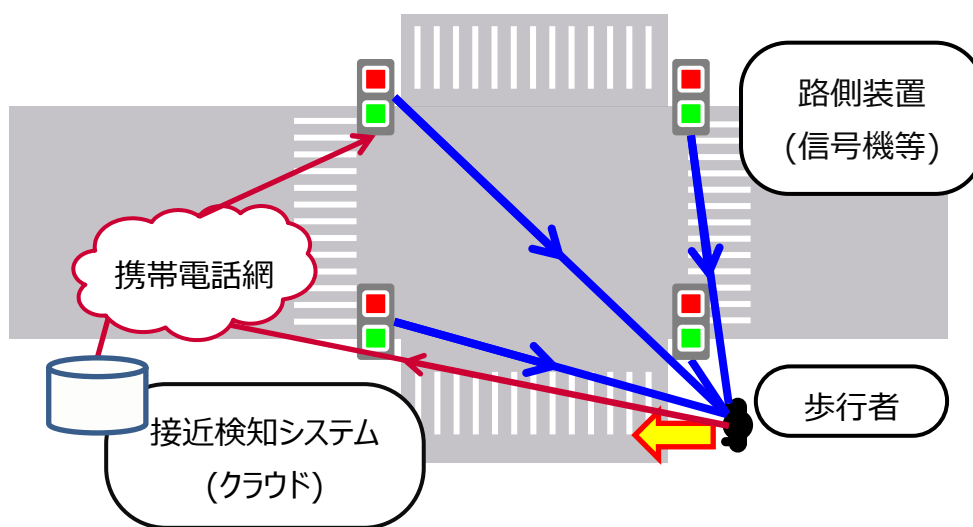 路側装置
(信号機等)
携帯電話網
歩行者
接近検知システム
(クラウド)